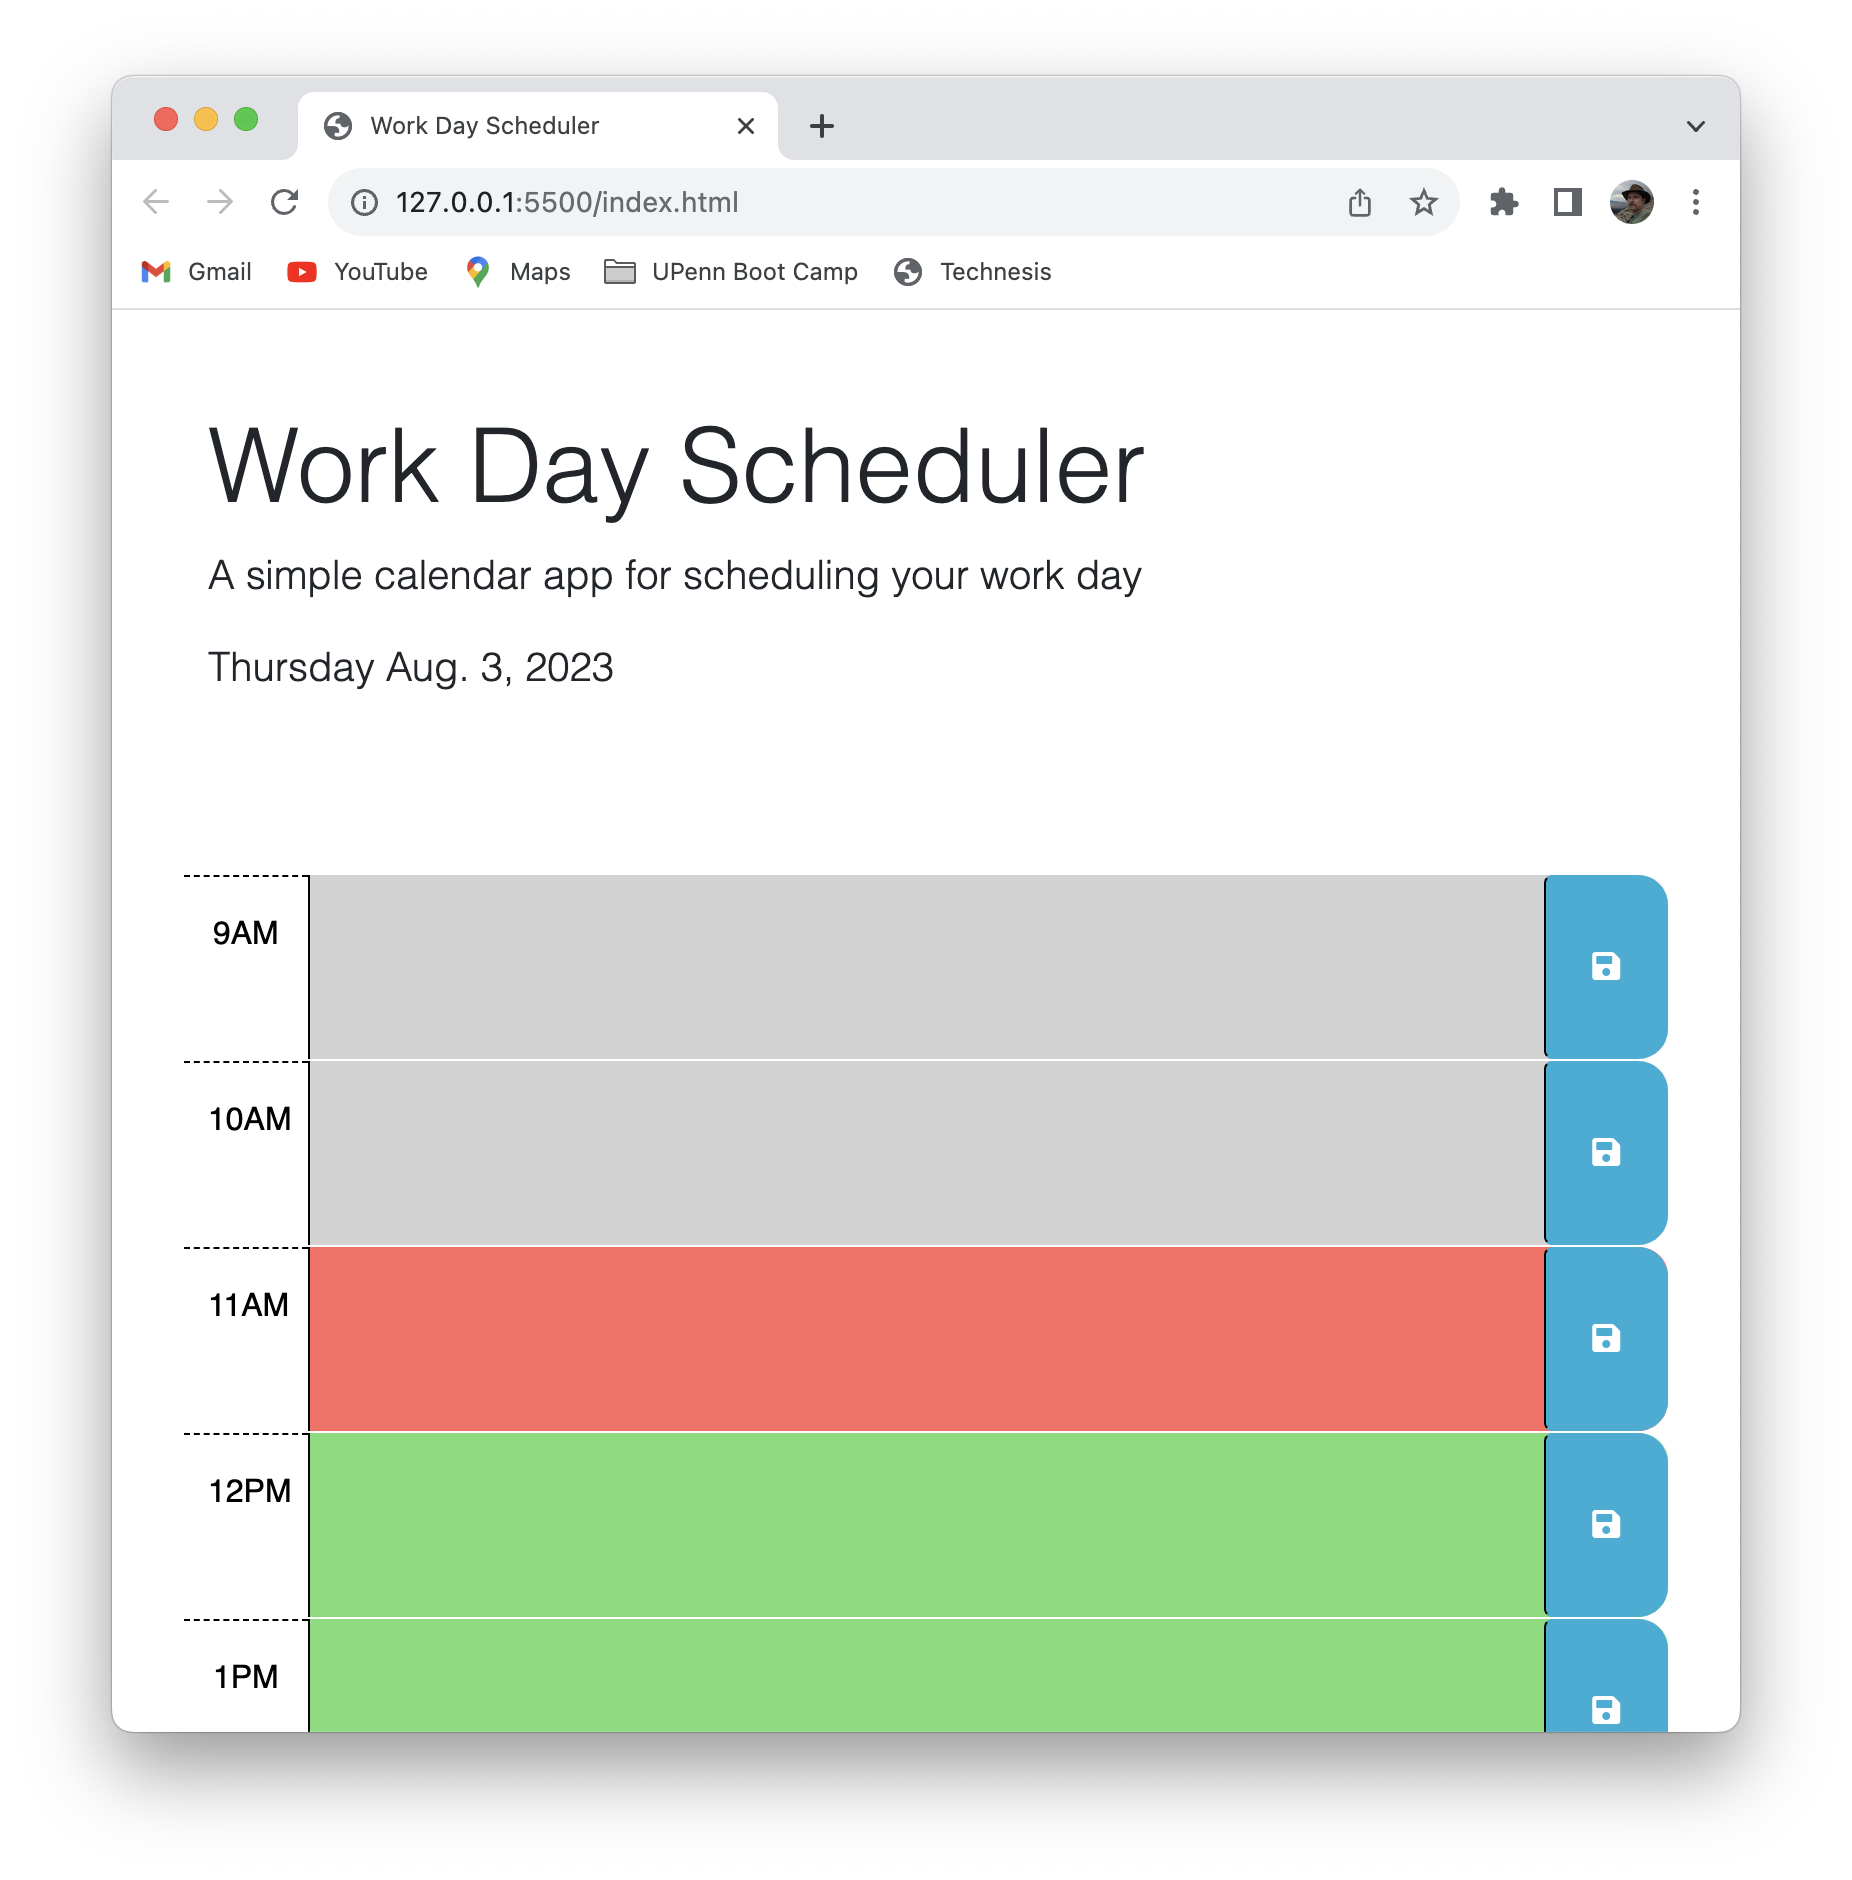 Work Day Scheduler
127.0.0.1:5500/index.html
Gmail YouTube Maps UPenn Boot Camp Technesis
Work Day Scheduler
A simple calendar app for scheduling your work day
Thursday Aug. 3, 2023
9AM
10AM
11AM
12PM
1PM